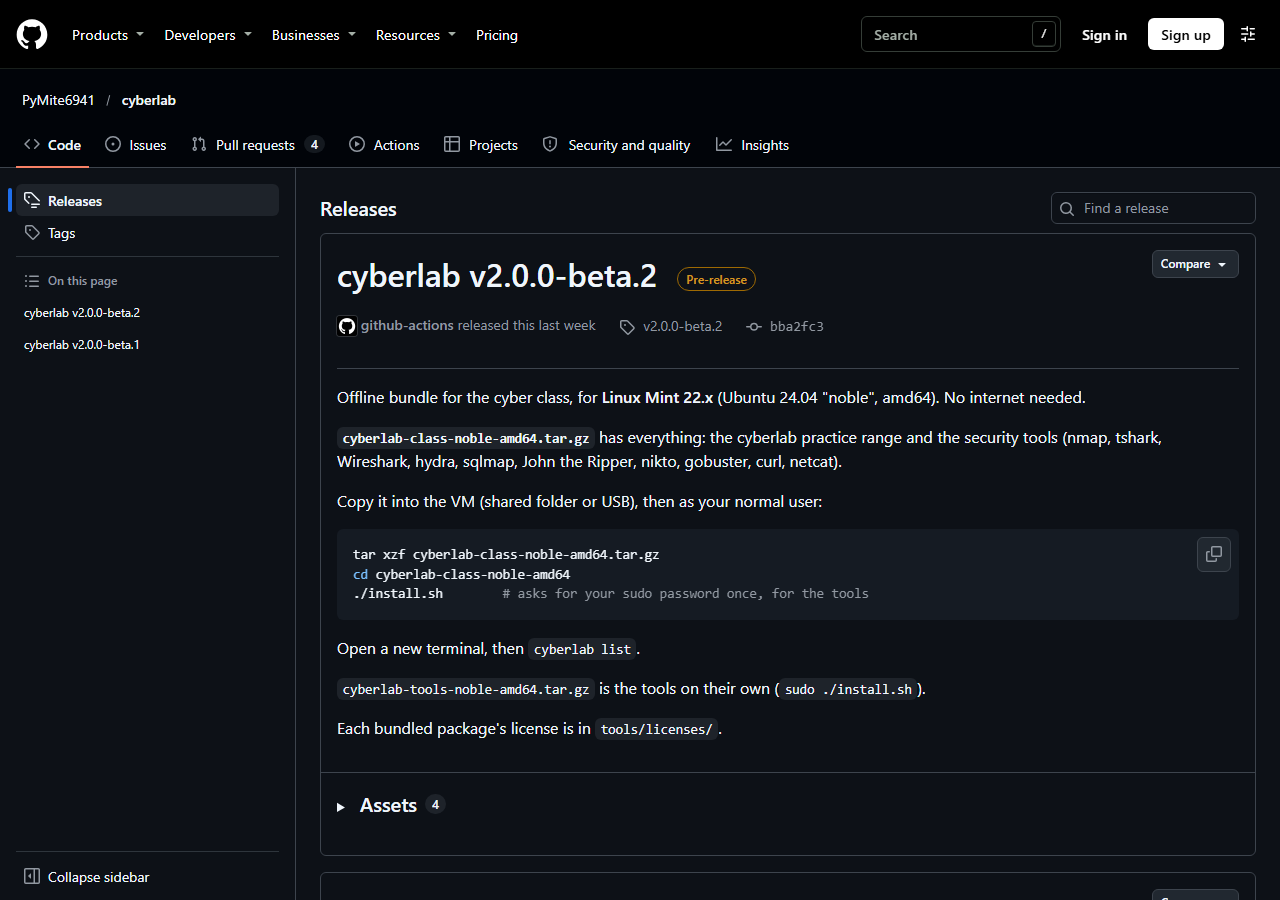 Products Developers Businesses Resources Pricing Search / Sign in Sign up
PyMite6941 / cyberlab
Code Issues Pull requests 4 Actions Projects Security and quality Insights
Releases
Tags
On this page
cyberlab v2.0.0-beta.2
cyberlab v2.0.0-beta.1
Collapse sidebar
Releases Find a release
cyberlab v2.0.0-beta.2 Pre-release Compare
github-actions released this last week v2.0.0-beta.2 bba2fc3
Offline bundle for the cyber class, for Linux Mint 22.x (Ubuntu 24.04 "noble", amd64). No internet needed.
cyberlab-class-noble-amd64.tar.gz has everything: the cyberlab practice range and the security tools (nmap, tshark,
Wireshark, hydra, sqlmap, John the Ripper, nikto, gobuster, curl, netcat).
Copy it into the VM (shared folder or USB), then as your normal user:
tar xzf cyberlab-class-noble-amd64.tar.gz
cd cyberlab-class-noble-amd64
./install.sh # asks for your sudo password once, for the tools
Open a new terminal, then cyberlab list.
cyberlab-tools-noble-amd64.tar.gz is the tools on their own (sudo ./install.sh).
Each bundled package's license is in tools/licenses/.
Assets 4